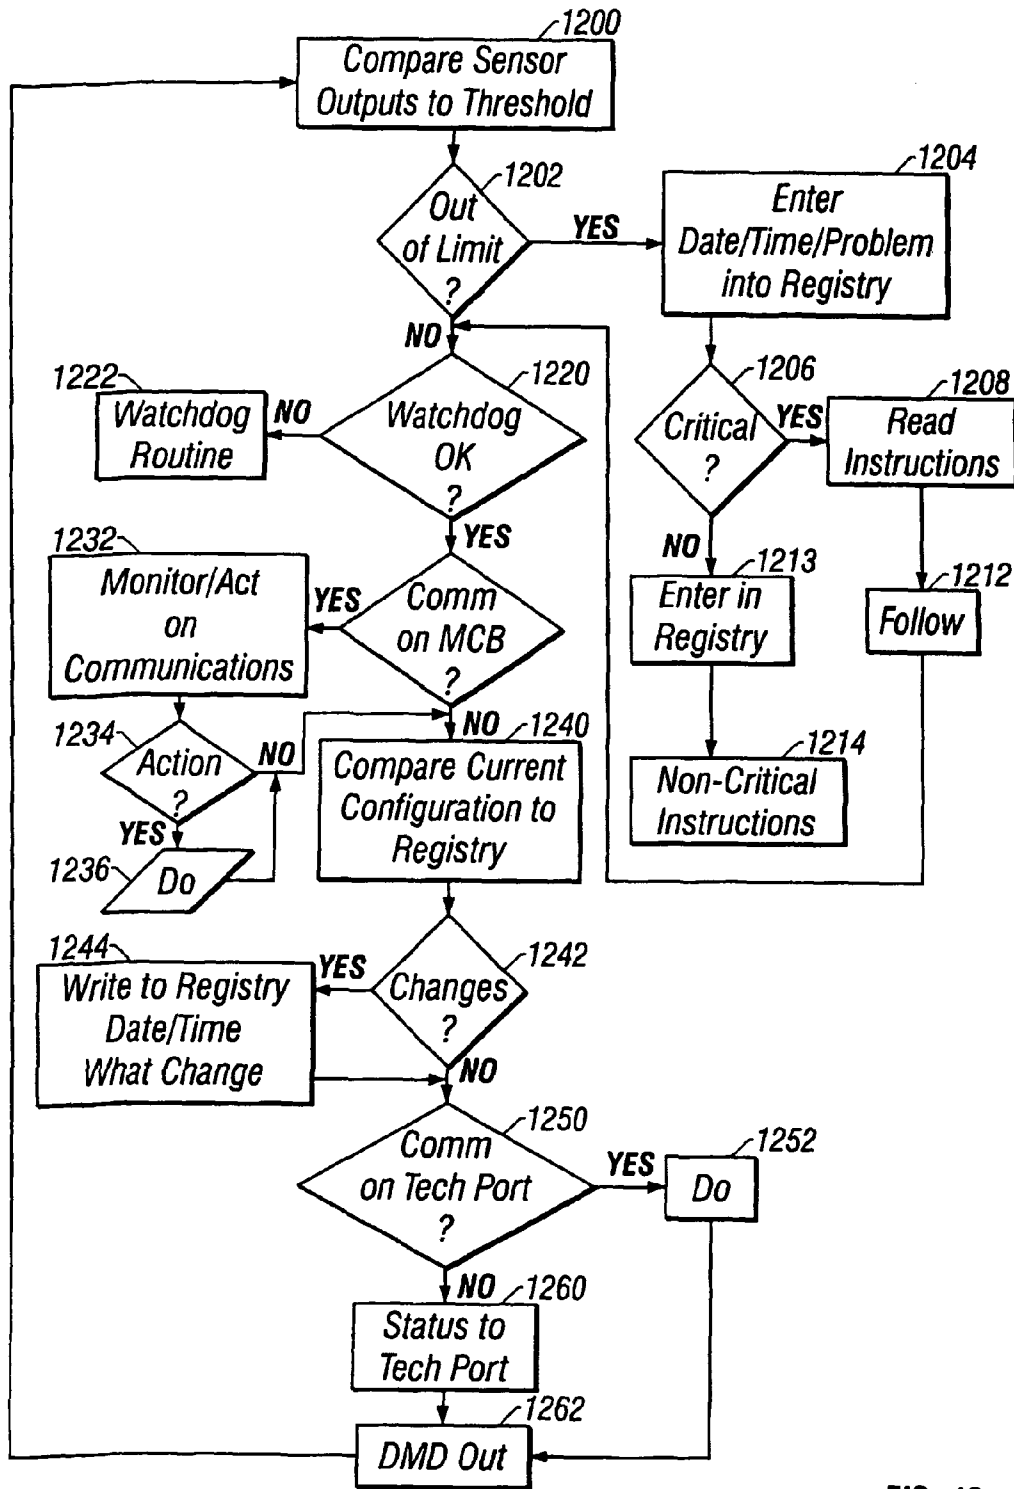 1200
Compare Sensor
Outputs to Threshold
1202
Out
of Limit
?
YES
NO
1204
Enter
Date/Time/Problem
into Registry
1206
Critical
?
YES
NO
1208
Read
Instructions
1212
Follow
1213
Enter in
Registry
1214
Non-Critical
Instructions
1220
Watchdog
OK
?
NO
YES
1222
Watchdog
Routine
Comm
on MCB
?
YES
NO
1232
Monitor/Act
on
Communications
1234
Action
?
NO
YES
1236
Do
1240
Compare Current
Configuration to
Registry
1242
Changes
?
YES
NO
1244
Write to Registry
Date/Time
What Change
1250
Comm
on Tech Port
?
YES
NO
1252
Do
1260
Status to
Tech Port
1262
DMD Out